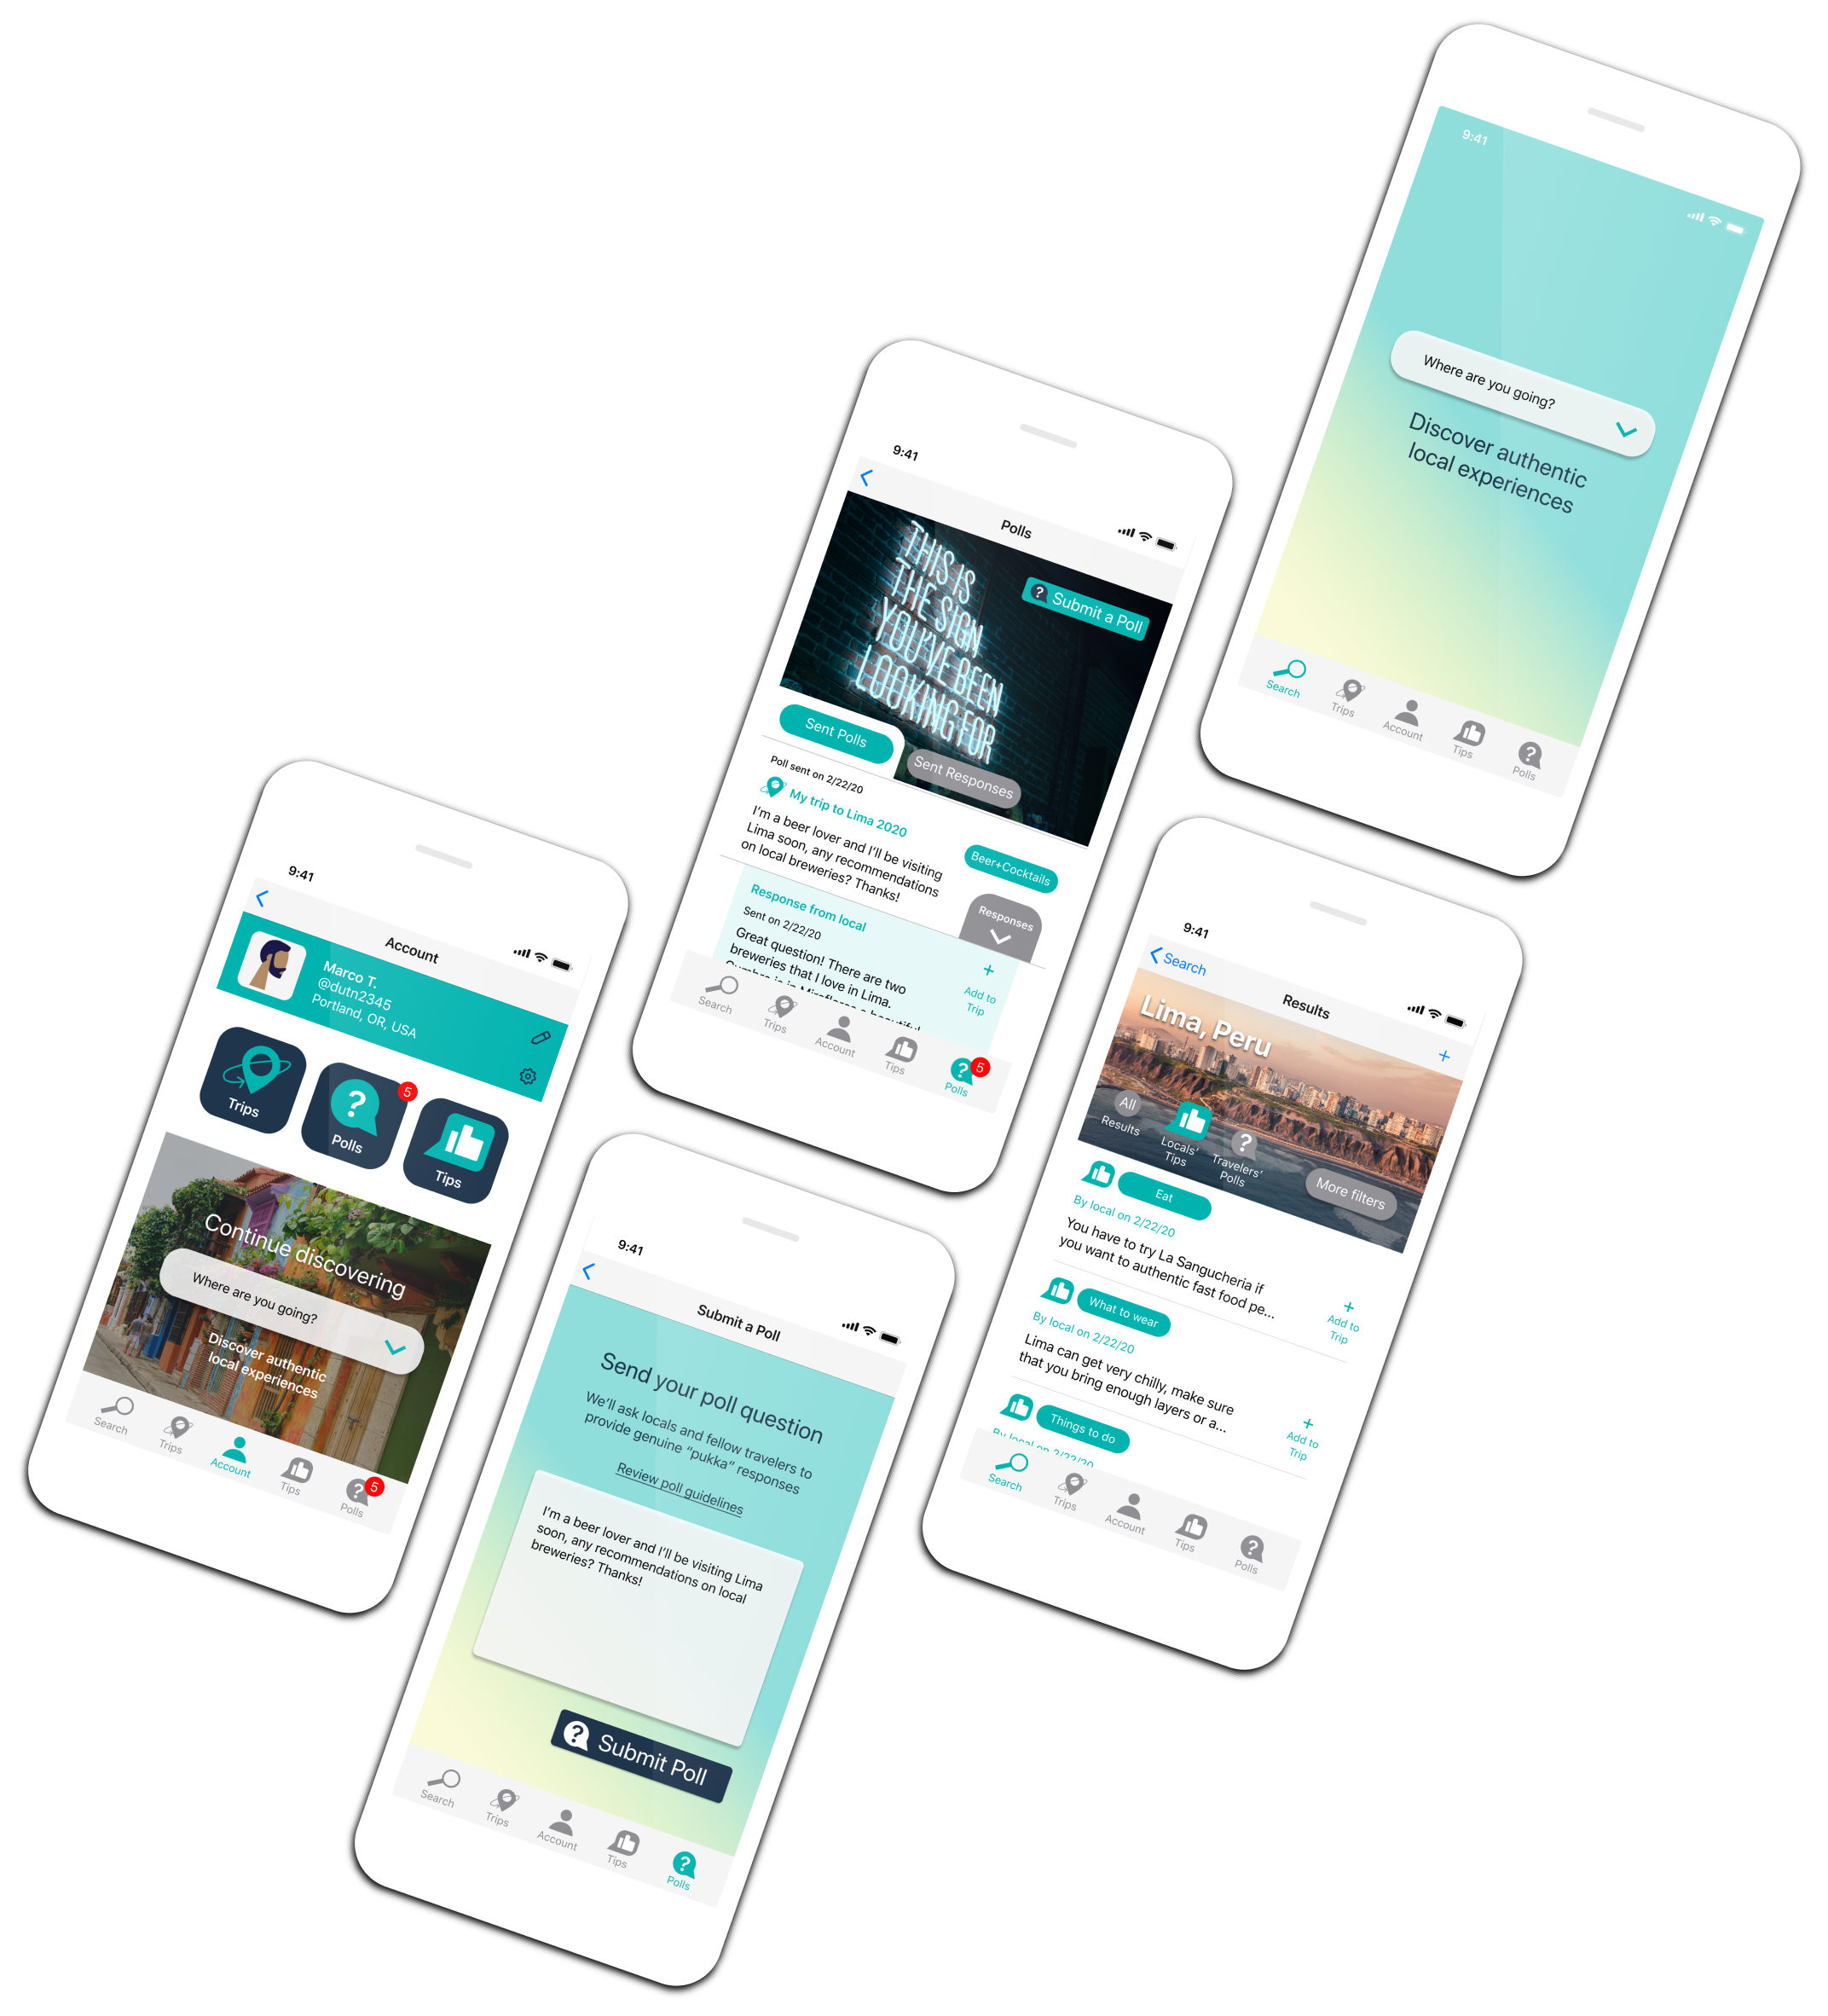 9:41
Where are you going?
Discover authentic
local experiences
Search
Trips
Account
Tips
Polls
9:41
Polls
THIS IS
THE SIGN
YOU'VE BEEN
LOOKING FOR
Submit a Poll
Sent Polls
Sent Responses
Poll sent on 2/22/20
My trip to Lima 2020
I'm a beer lover and I'll be visiting
Lima soon, any recommendations
on local breweries? Thanks!
Beer+Cocktails
Responses
Response from local
Sent on 2/22/20
Great question! There are two
breweries that I love in Lima.
Add to
Trip
Search
Trips
Account
Tips
Polls
5
9:41
Account
Marco T.
@dutn2345
Portland, OR, USA
Trips
Polls
5
Tips
Continue discovering
Where are you going?
Discover authentic
local experiences
Search
Trips
Account
Tips
Polls
5
9:41
Search
Results
Lima, Peru
All
Results
Locals'
Tips
Travelers'
Polls
More filters
Eat
By local on 2/22/20
You have to try La Sangucheria if
you want to authentic fast food pe...
Add to
Trip
What to wear
By local on 2/22/20
Lima can get very chilly, make sure
that you bring enough layers or a...
Add to
Trip
Things to do
By local on 2/22/20
Search
Trips
Account
Tips
Polls
9:41
Submit a Poll
Send your poll question
We'll ask locals and fellow travelers to
provide genuine "pukka" responses
Review poll guidelines
I'm a beer lover and I'll be visiting Lima
soon, any recommendations on local
breweries? Thanks!
Submit Poll
Search
Trips
Account
Tips
Polls